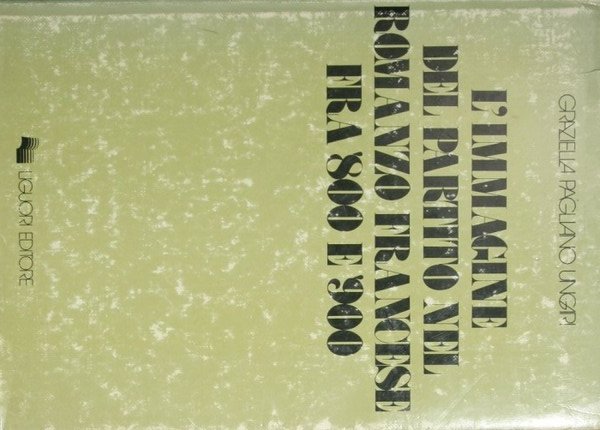 GRAZIELLA PAGLIANO UNGARI
L'IMMAGINE
DEL PARTITO NEL
ROMANZO FRANCESE
FRA '800 E '900
LIGUORI EDITORE